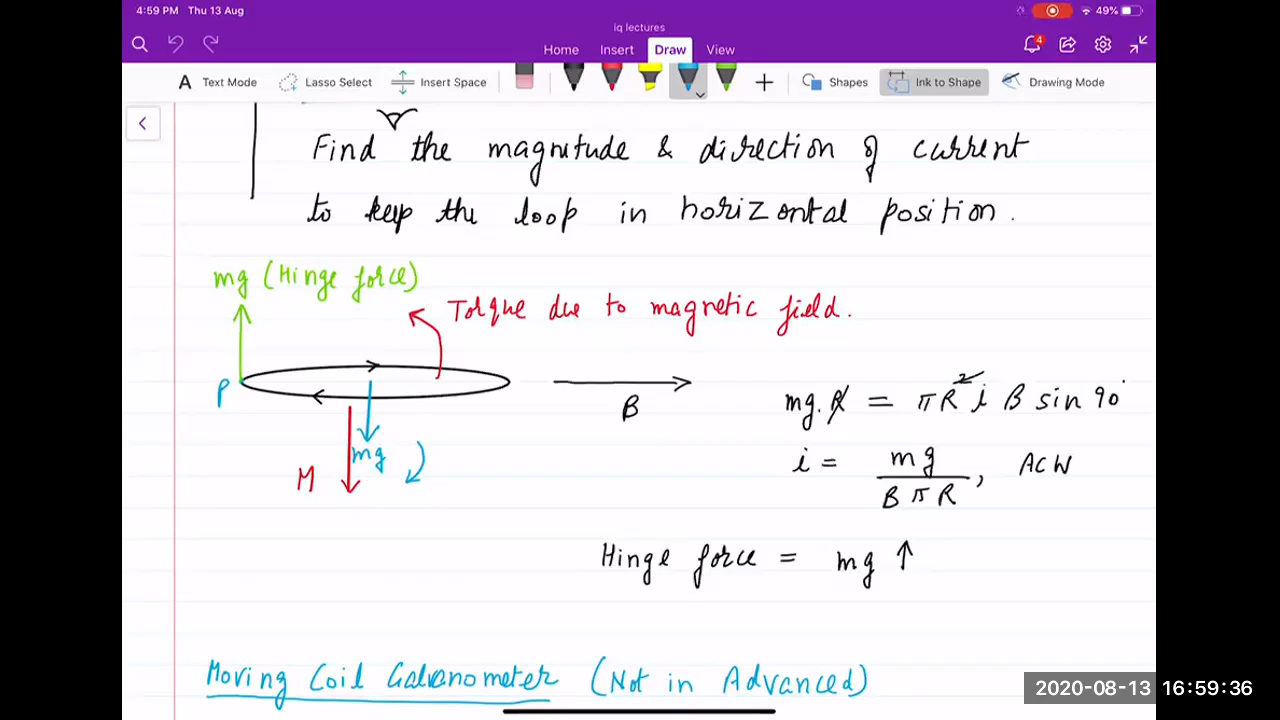 4:59 PM Thu 13 Aug
49%
iq lectures
Home Insert Draw View
4
Text Mode Lasso Select Insert Space Shapes Ink to Shape Drawing Mode
Find the magnitude & direction of current
to keep the loop in horizontal position.
mg (Hinge force)
Torque due to magnetic field.
P
B
mg
M
mg.R = πR² i B sin 90°
i = mg / BπR , ACW
Hinge force = mg ↑
Moving Coil Galvanometer (Not in Advanced)
2020-08-13 16:59:36